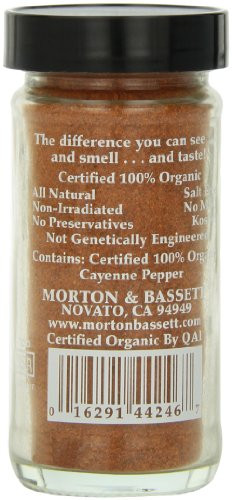 The difference you can see
and smell . . . and taste!
Certified 100% Organic
All Natural Salt
Non-Irradiated No
No Preservatives
Not Genetically Engineered
Contains: Certified 100%
Cayenne Pepper
MORTON & BASSETT
NOVATO, CA 94949
www.mortonbassett.com
Certified Organic By QAI
0 16291 44246 7